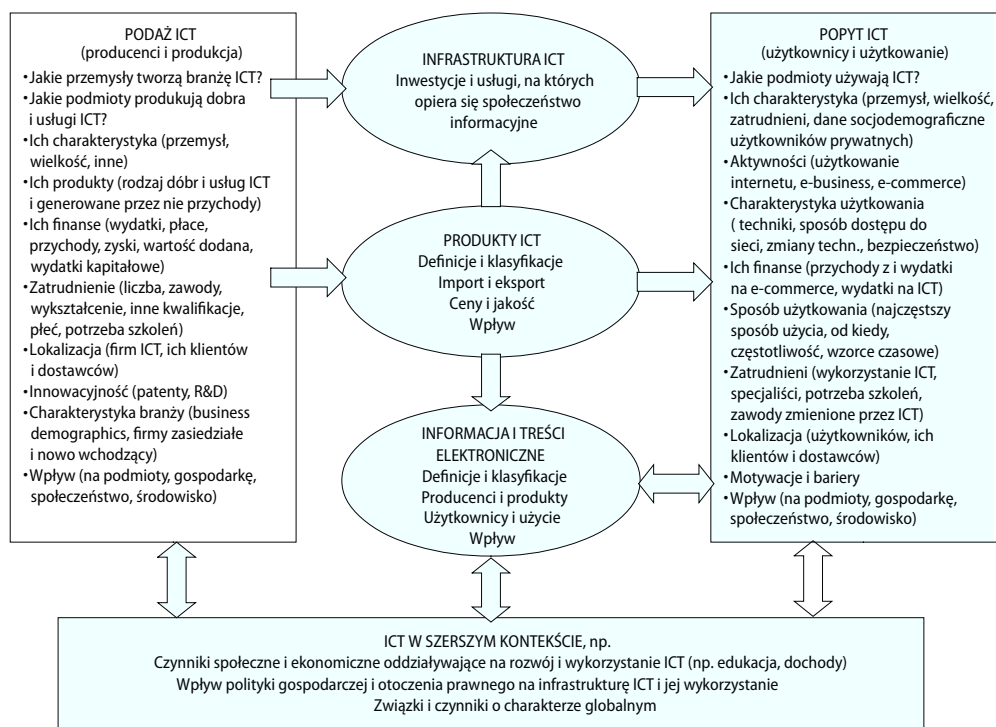 PODAŻ ICT
(producenci i produkcja)
•Jakie przemysły tworzą branżę ICT?
•Jakie podmioty produkują dobra
i usługi ICT?
•Ich charakterystyka (przemysł,
wielkość, inne)
•Ich produkty (rodzaj dóbr i usług ICT
i generowane przez nie przychody)
•Ich finanse (wydatki, płace,
przychody, zyski, wartość dodana,
wydatki kapitałowe)
•Zatrudnienie (liczba, zawody,
wykształcenie, inne kwalifikacje,
płeć, potrzeba szkoleń)
•Lokalizacja (firm ICT, ich klientów
i dostawców)
•Innowacyjność (patenty, R&D)
•Charakterystyka branży (business
demographics, firmy zasiedziałe
i nowo wchodzący)
•Wpływ (na podmioty, gospodarkę,
społeczeństwo, środowisko)
INFRASTRUKTURA ICT
Inwestycje i usługi, na których
opiera się społeczeństwo
informacyjne
PRODUKTY ICT
Definicje i klasyfikacje
Import i eksport
Ceny i jakość
Wpływ
INFORMACJA I TREŚCI
ELEKTRONICZNE
Definicje i klasyfikacje
Producenci i produkty
Użytkownicy i użycie
Wpływ
POPYT ICT
(użytkownicy i użytkowanie)
•Jakie podmioty używają ICT?
•Ich charakterystyka (przemysł, wielkość,
zatrudnieni, dane socjodemograficzne
użytkowników prywatnych)
•Aktywności (użytkowanie
internetu, e-business, e-commerce)
•Charakterystyka użytkowania
( techniki, sposób dostępu do
sieci, zmiany techn., bezpieczeństwo)
•Ich finanse (przychody z i wydatki
na e-commerce, wydatki na ICT)
•Sposób użytkowania (najczęstszy
sposób użycia, od kiedy,
częstotliwość, wzorce czasowe)
•Zatrudnieni (wykorzystanie ICT,
specjaliści, potrzeba szkoleń,
zawody zmienione przez ICT)
•Lokalizacja (użytkowników, ich
klientów i dostawców)
•Motywacje i bariery
•Wpływ (na podmioty, gospodarkę,
społeczeństwo, środowisko)
ICT W SZERSZYM KONTEKŚCIE, np.
Czynniki społeczne i ekonomiczne oddziaływające na rozwój i wykorzystanie ICT (np. edukacja, dochody)
Wpływ polityki gospodarczej i otoczenia prawnego na infrastrukturę ICT i jej wykorzystanie
Związki i czynniki o charakterze globalnym